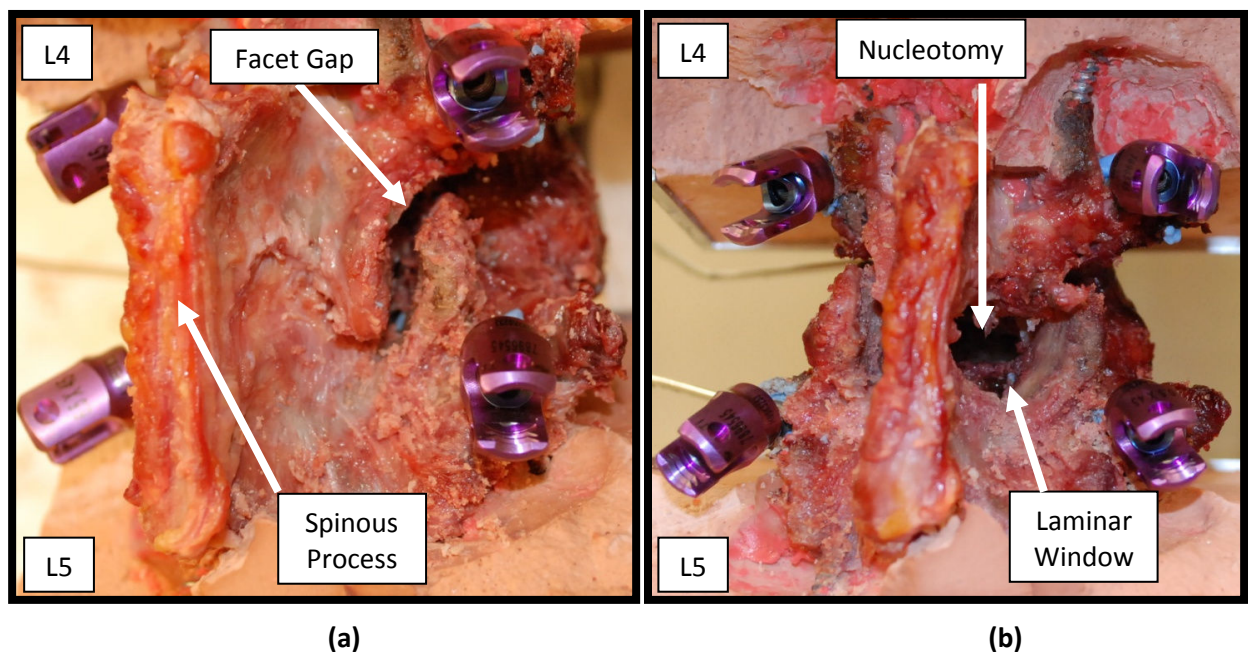 L4
Facet Gap
Spinous
Process
L5
(a)
L4
Nucleotomy
Laminar
Window
L5
(b)